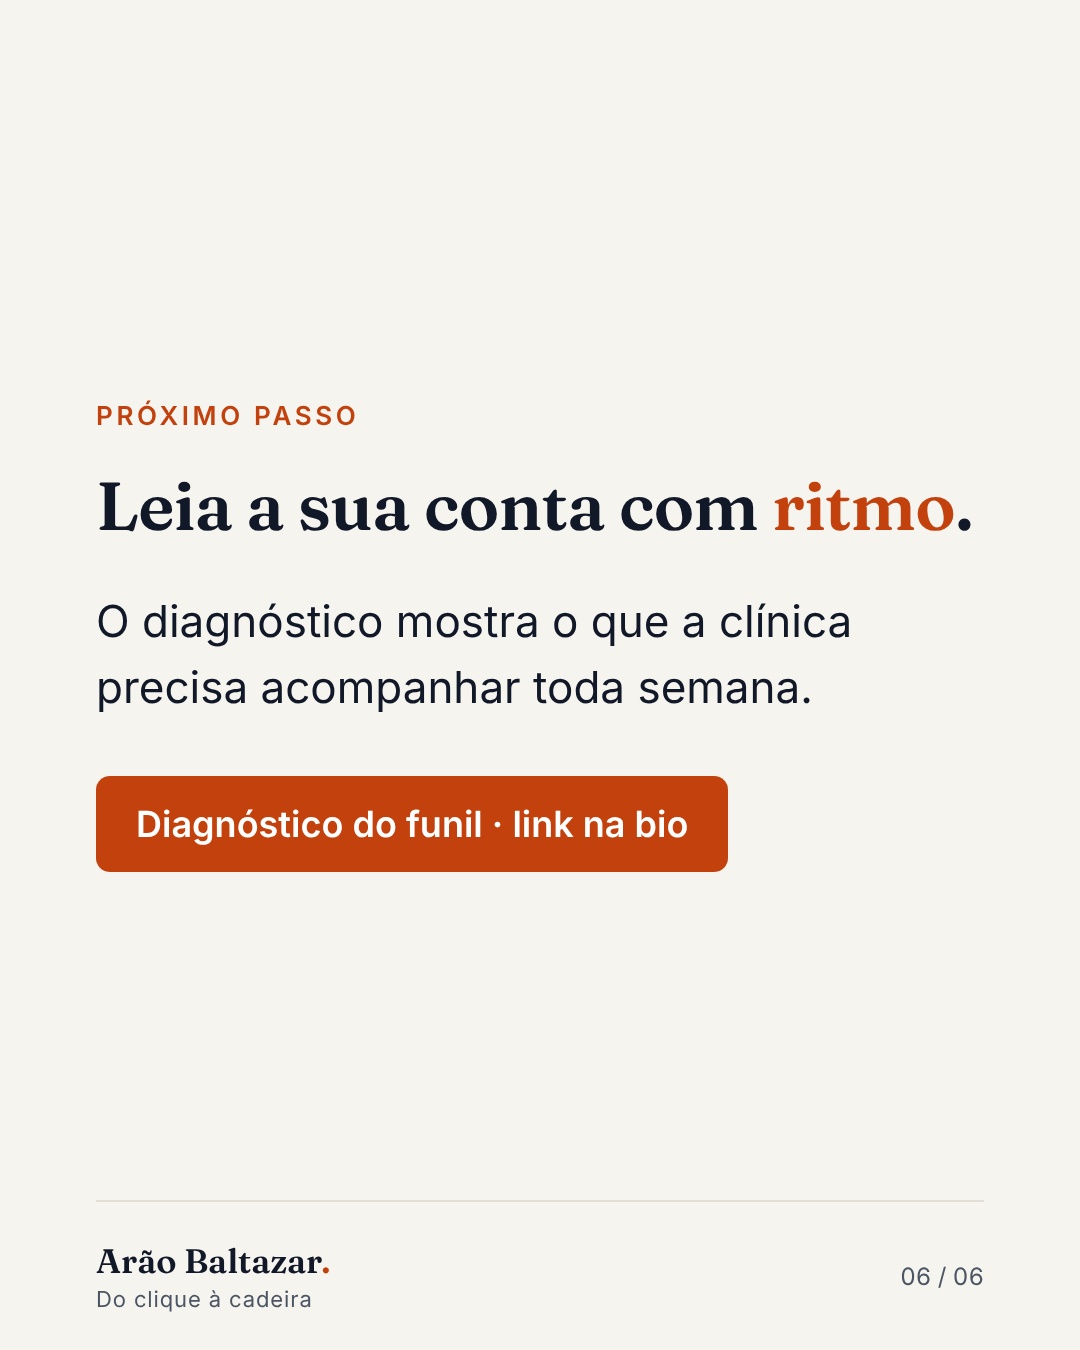 PRÓXIMO PASSO
Leia a sua conta com ritmo.
O diagnóstico mostra o que a clínica
precisa acompanhar toda semana.
Diagnóstico do funil · link na bio
Arão Baltazar.
Do clique à cadeira
06 / 06